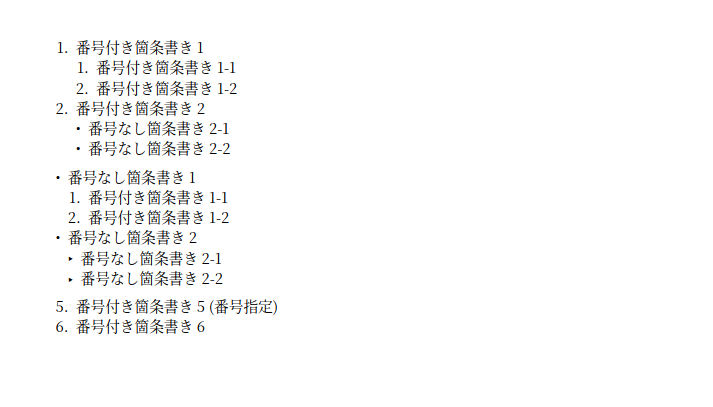 1. 番号付き箇条書き 1
1. 番号付き箇条書き 1-1
2. 番号付き箇条書き 1-2
2. 番号付き箇条書き 2
• 番号なし箇条書き 2-1
• 番号なし箇条書き 2-2
• 番号なし箇条書き 1
1. 番号付き箇条書き 1-1
2. 番号付き箇条書き 1-2
• 番号なし箇条書き 2
‣ 番号なし箇条書き 2-1
‣ 番号なし箇条書き 2-2
5. 番号付き箇条書き 5 (番号指定)
6. 番号付き箇条書き 6